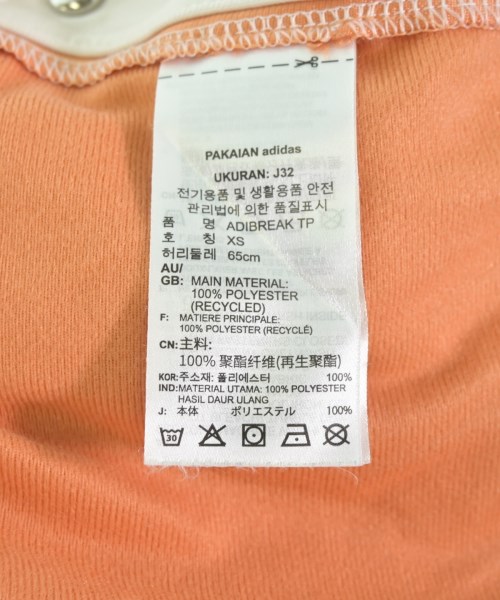 PAKAIAN adidas
UKURAN: J32
전기용품 및 생활용품 안전
관리법에 의한 품질표시
품 명 ADIBREAK TP
호 칭 XS
허리둘레 65cm
AU/
GB: MAIN MATERIAL:
100% POLYESTER
(RECYCLED)
F: MATIERE PRINCIPALE:
100% POLYESTER (RECYCLÉ)
CN: 主料:
100% 聚酯纤维(再生聚酯)
KOR: 주소재: 폴리에스터 100%
IND: MATERIAL UTAMA: 100% POLYESTER
HASIL DAUR ULANG
J: 本体 ポリエステル 100%
30